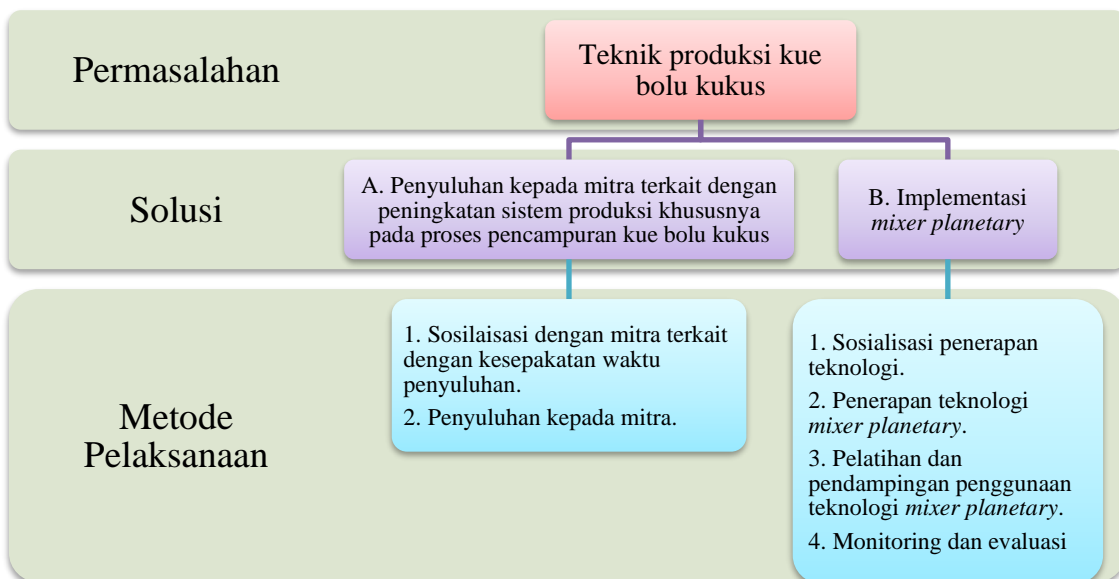 Permasalahan
Teknik produksi kue
bolu kukus
Solusi
A. Penyuluhan kepada mitra terkait dengan
peningkatan sistem produksi khususnya
pada proses pencampuran kue bolu kukus
B. Implementasi
mixer planetary
Metode
Pelaksanaan
1. Sosilaisasi dengan mitra terkait
dengan kesepakatan waktu
penyuluhan.
2. Penyuluhan kepada mitra.
1. Sosialisasi penerapan
teknologi.
2. Penerapan teknologi
mixer planetary.
3. Pelatihan dan
pendampingan penggunaan
teknologi mixer planetary.
4. Monitoring dan evaluasi